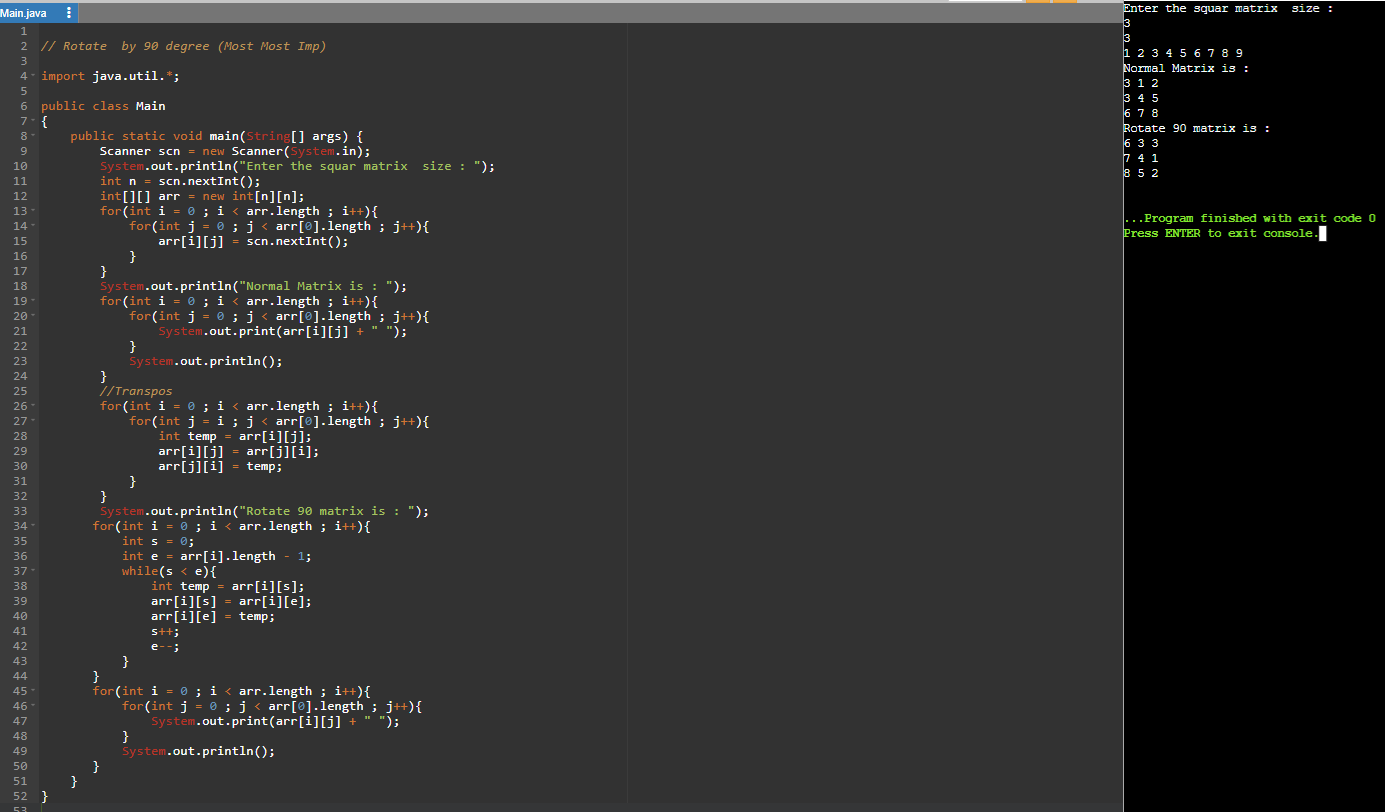 Main.java
1
2 // Rotate  by 90 degree (Most Most Imp)
3
4 import java.util.*;
5
6 public class Main
7 {
8     public static void main(String[] args) {
9         Scanner scn = new Scanner(System.in);
10         System.out.println("Enter the squar matrix  size : ");
11         int n = scn.nextInt();
12         int[][] arr = new int[n][n];
13         for(int i = 0 ; i < arr.length ; i++){
14             for(int j = 0 ; j < arr[0].length ; j++){
15                 arr[i][j] = scn.nextInt();
16             }
17         }
18         System.out.println("Normal Matrix is : ");
19         for(int i = 0 ; i < arr.length ; i++){
20             for(int j = 0 ; j < arr[0].length ; j++){
21                 System.out.print(arr[i][j] + " ");
22             }
23             System.out.println();
24         }
25         //Transpos
26         for(int i = 0 ; i < arr.length ; i++){
27             for(int j = i ; j < arr[0].length ; j++){
28                 int temp = arr[i][j];
29                 arr[i][j] = arr[j][i];
30                 arr[j][i] = temp;
31             }
32         }
33         System.out.println("Rotate 90 matrix is : ");
34        for(int i = 0 ; i < arr.length ; i++){
35            int s = 0;
36            int e = arr[i].length - 1;
37            while(s < e){
38                int temp = arr[i][s];
39                arr[i][s] = arr[i][e];
40                arr[i][e] = temp;
41                s++;
42                e--;
43            }
44        }
45        for(int i = 0 ; i < arr.length ; i++){
46            for(int j = 0 ; j < arr[0].length ; j++){
47                System.out.print(arr[i][j] + " ");
48            }
49            System.out.println();
50        }
51     }
52 }
53
Enter the squar matrix  size :
3
3
1 2 3 4 5 6 7 8 9
Normal Matrix is :
3 1 2
3 4 5
6 7 8
Rotate 90 matrix is :
6 3 3
7 4 1
8 5 2
...Program finished with exit code 0
Press ENTER to exit console.